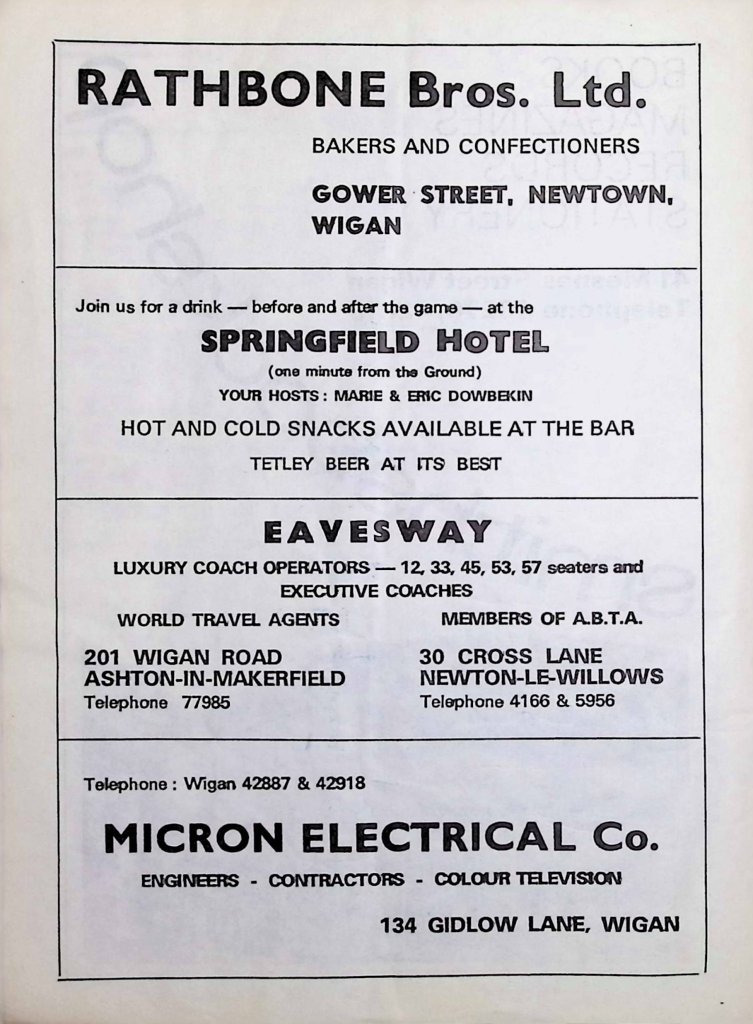 RATHBONE Bros. Ltd.
BAKERS AND CONFECTIONERS
GOWER STREET, NEWTOWN,
WIGAN
Join us for a drink — before and after the game — at the
SPRINGFIELD HOTEL
(one minute from the Ground)
YOUR HOSTS : MARIE & ERIC DOWBEKIN
HOT AND COLD SNACKS AVAILABLE AT THE BAR
TETLEY BEER AT ITS BEST
EAVESWAY
LUXURY COACH OPERATORS — 12, 33, 45, 53, 57 seaters and
EXECUTIVE COACHES
WORLD TRAVEL AGENTS MEMBERS OF A.B.T.A.
201 WIGAN ROAD 30 CROSS LANE
ASHTON-IN-MAKERFIELD NEWTON-LE-WILLOWS
Telephone 77985 Telephone 4166 & 5956
Telephone : Wigan 42887 & 42918
MICRON ELECTRICAL Co.
ENGINEERS - CONTRACTORS - COLOUR TELEVISION
134 GIDLOW LANE, WIGAN